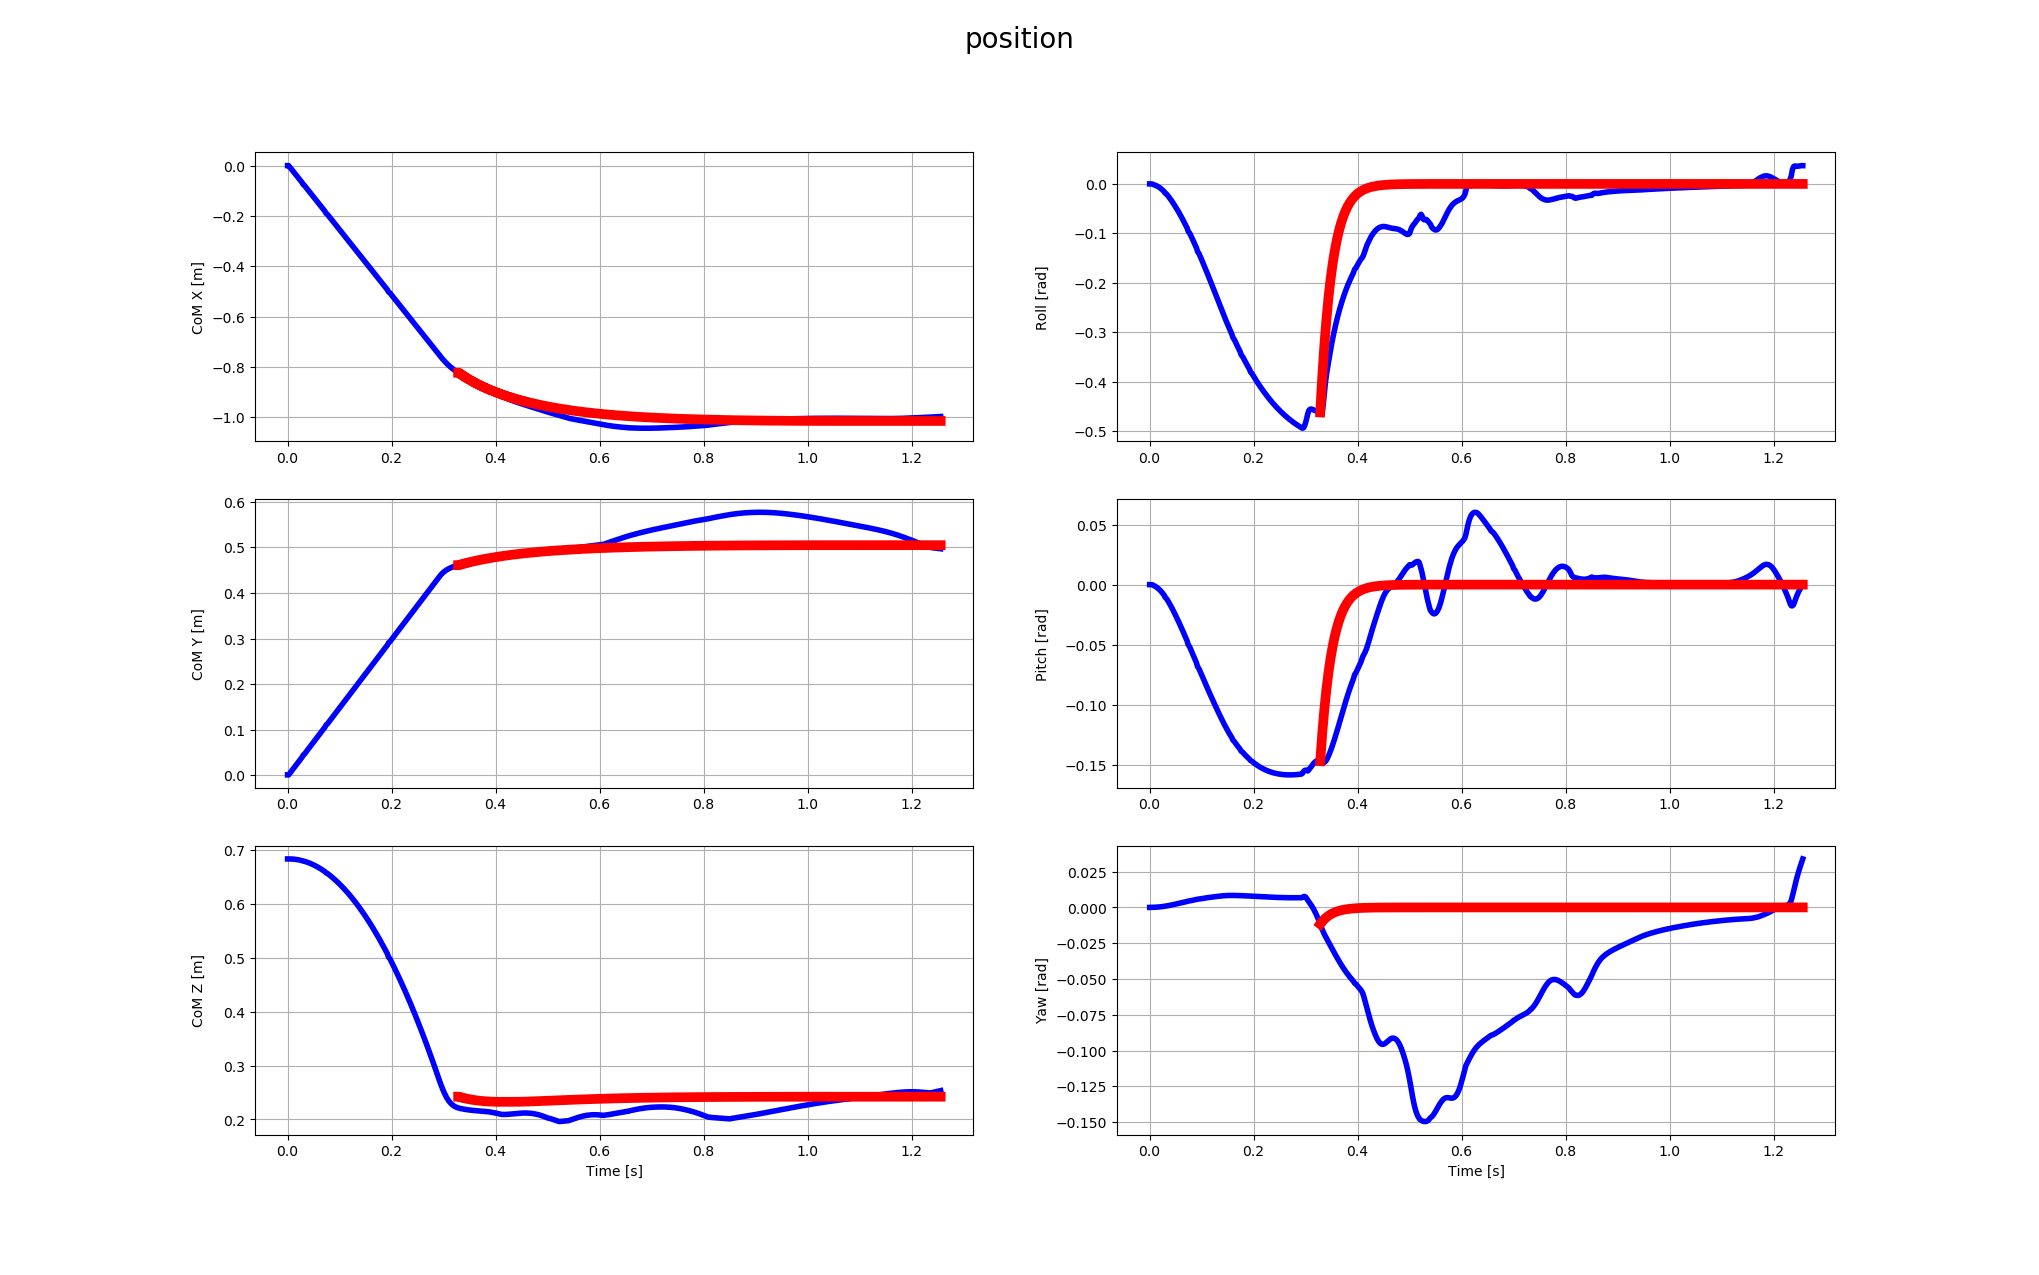 position
0.0
−0.2
−0.4
−0.6
−0.8
−1.0
CoM X [m]
0.0 0.2 0.4 0.6 0.8 1.0 1.2
0.0
−0.1
−0.2
−0.3
−0.4
−0.5
Roll [rad]
0.0 0.2 0.4 0.6 0.8 1.0 1.2
0.6
0.5
0.4
0.3
0.2
0.1
0.0
CoM Y [m]
0.0 0.2 0.4 0.6 0.8 1.0 1.2
0.05
0.00
−0.05
−0.10
−0.15
Pitch [rad]
0.0 0.2 0.4 0.6 0.8 1.0 1.2
0.7
0.6
0.5
0.4
0.3
0.2
CoM Z [m]
0.0 0.2 0.4 0.6 0.8 1.0 1.2
Time [s]
0.025
0.000
−0.025
−0.050
−0.075
−0.100
−0.125
−0.150
Yaw [rad]
0.0 0.2 0.4 0.6 0.8 1.0 1.2
Time [s]